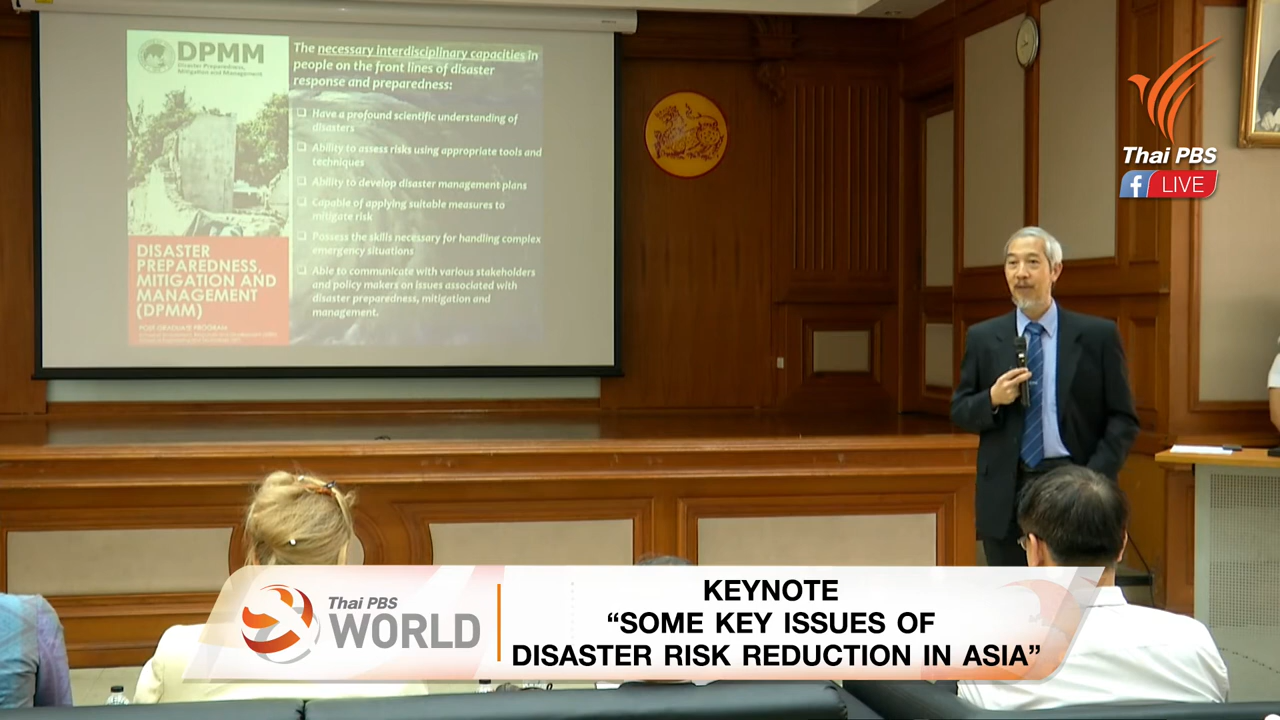 DPMM
Disaster Preparedness,
Mitigation and Management
The necessary interdisciplinary capacities in
people on the front lines of disaster
response and preparedness:
Have a profound scientific understanding of
disasters
Ability to assess risks using appropriate tools and
techniques
Ability to develop disaster management plans
Capable of applying suitable measures to
mitigate risk
Possess the skills necessary for handling complex
emergency situations
Able to communicate with various stakeholders
and policy makers on issues associated with
disaster preparedness, mitigation and
management.
DISASTER
PREPAREDNESS,
MITIGATION AND
MANAGEMENT
(DPMM)
POST GRADUATE PROGRAM
Thai PBS
f LIVE
Thai PBS
WORLD
KEYNOTE
“SOME KEY ISSUES OF
DISASTER RISK REDUCTION IN ASIA”